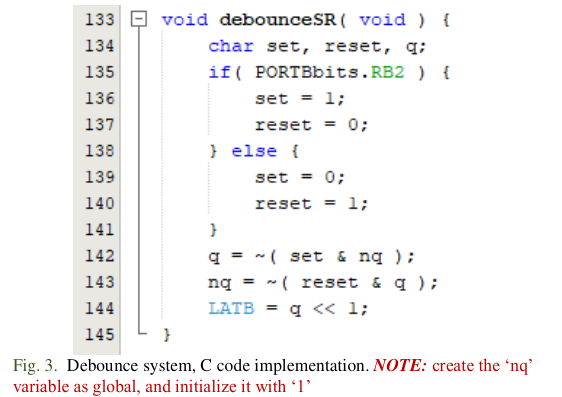 133 void debounceSR( void ) {
134 char set, reset, q;
135 if( PORTBbits.RB2 ) {
136 set = 1;
137 reset = 0;
138 } else {
139 set = 0;
140 reset = 1;
141 }
142 q = ~( set & nq );
143 nq = ~( reset & q );
144 LATB = q << 1;
145 }
Fig. 3. Debounce system, C code implementation. NOTE: create the ‘nq’
variable as global, and initialize it with ‘1’